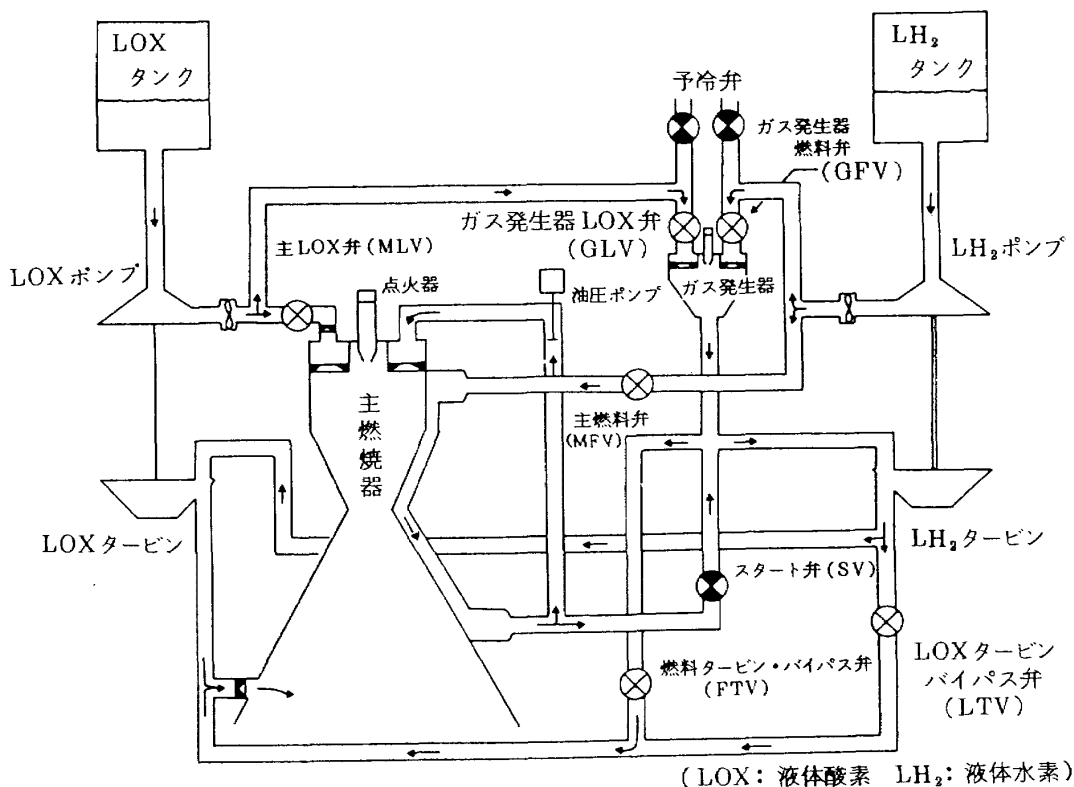 LOX
タンク
LH₂
タンク
予冷弁
ガス発生器
燃料弁
(GFV)
ガス発生器LOX弁
(GLV)
主LOX弁(MLV)
LOXポンプ
LH₂ポンプ
点火器
油圧ポンプ
ガス発生器
主燃焼器
主燃料弁
(MFV)
LOXタービン
LH₂タービン
スタート弁(SV)
燃料タービン・バイパス弁
(FTV)
LOXタービン
バイパス弁
(LTV)
(LOX: 液体酸素 LH₂: 液体水素)